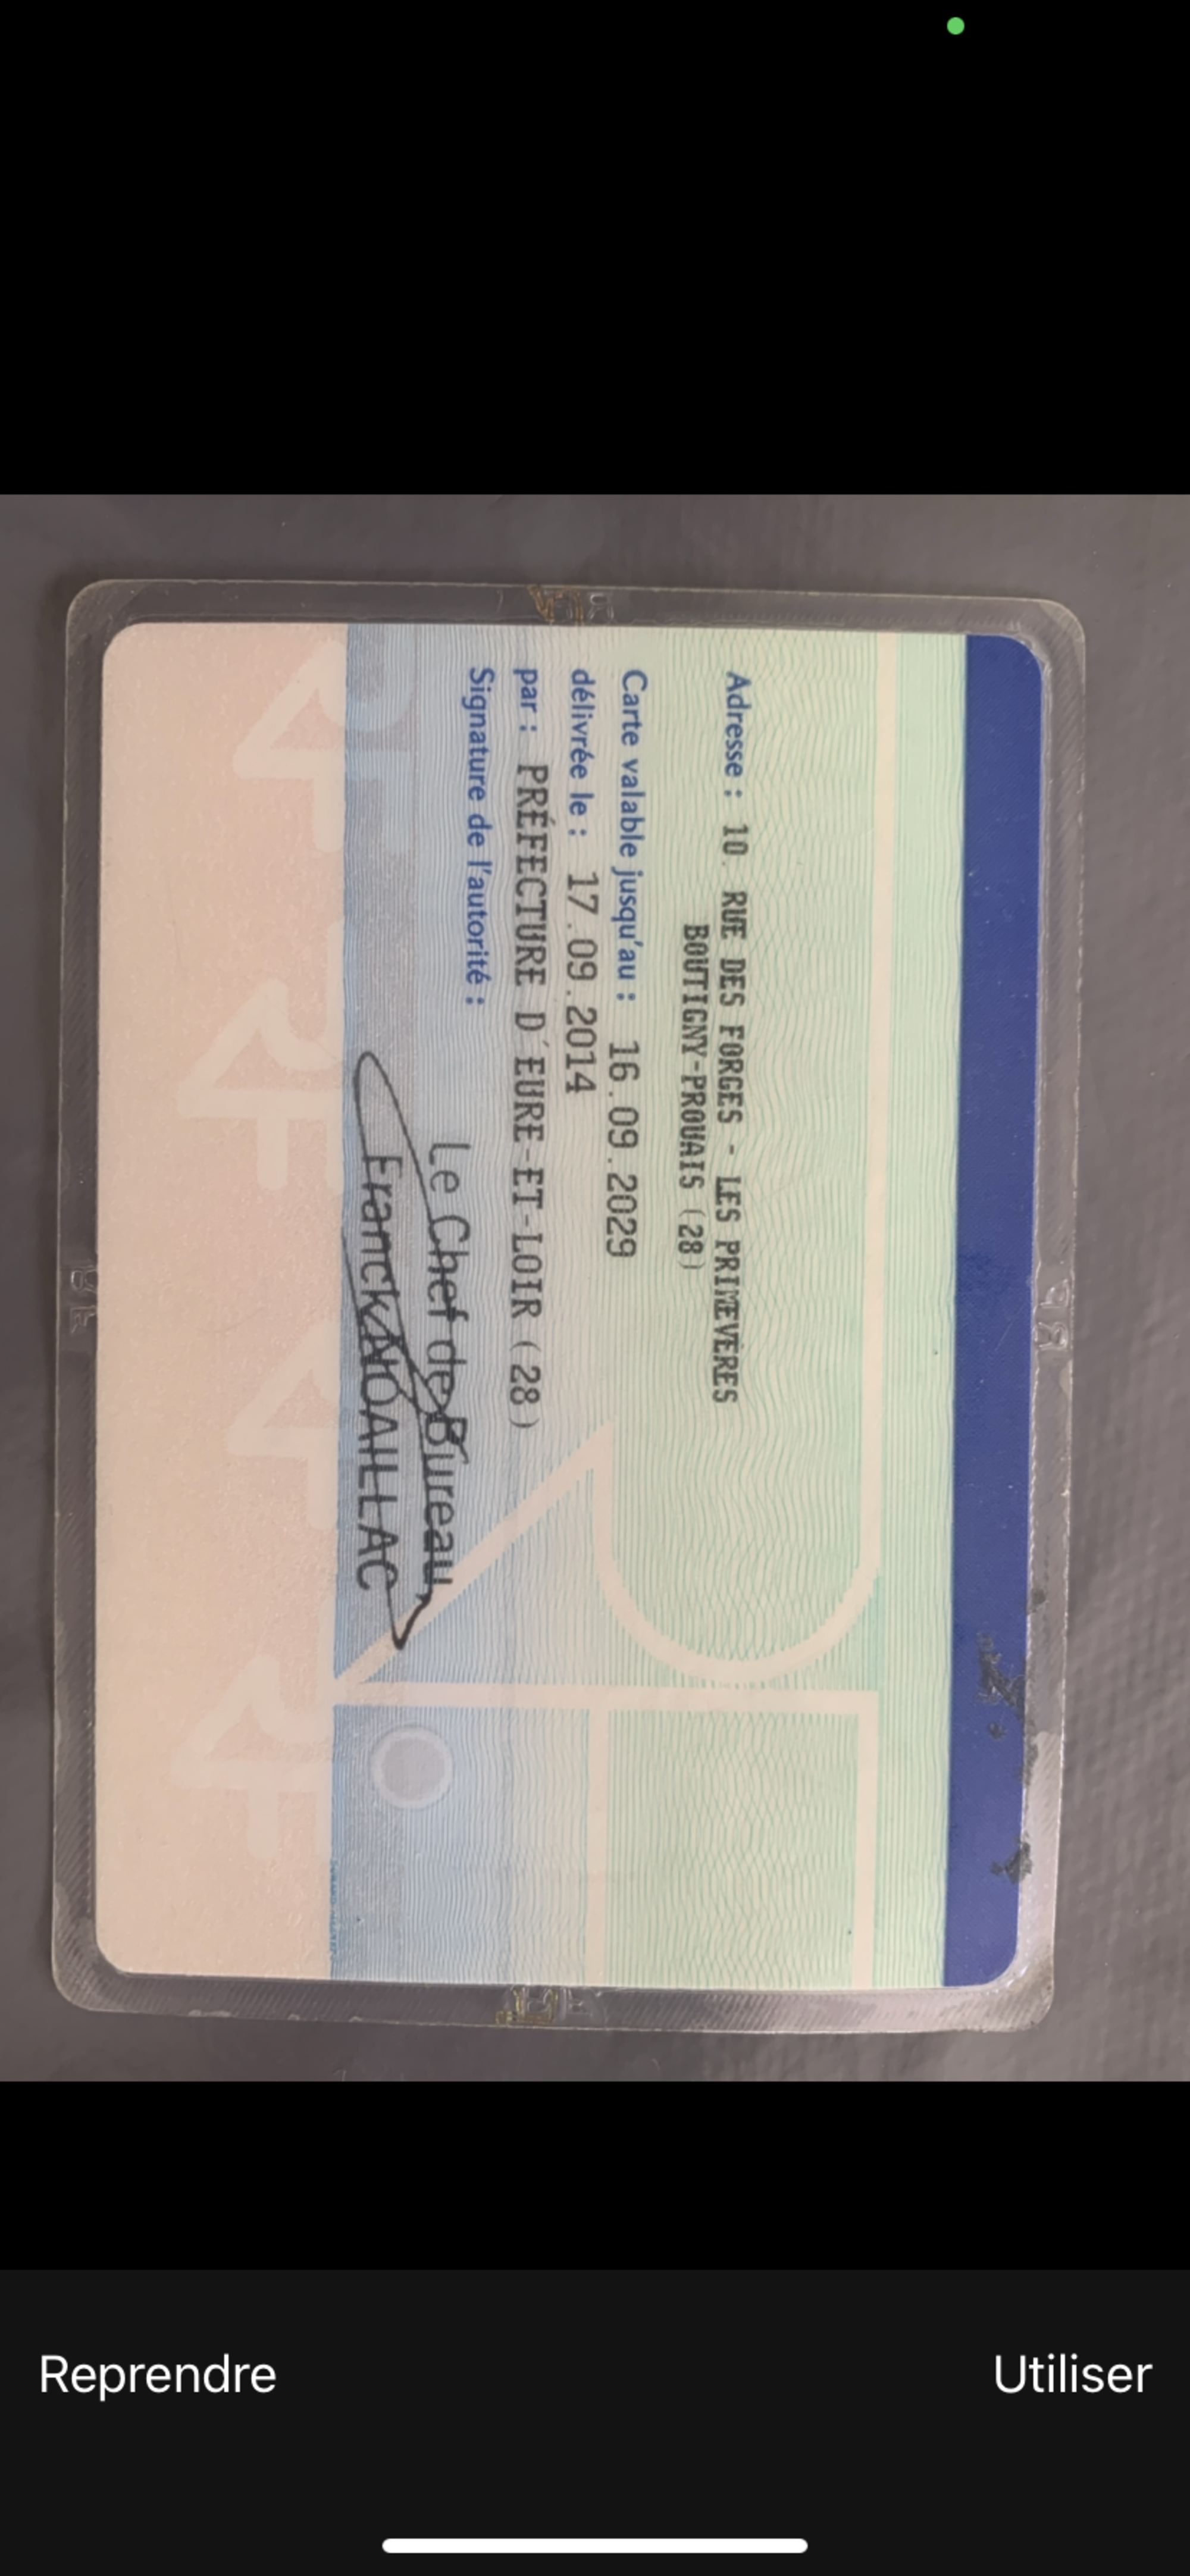 Adresse : 10. RUE DES FORGES - LES PRIMEVÈRES
BOUTIGNY-PROUAIS (28)
Carte valable jusqu'au : 16.09.2029
délivrée le : 17.09.2014
par : PRÉFECTURE D'EURE-ET-LOIR (28)
Signature de l'autorité :
Le Chef de Bureau,
Franck NOAILLAC
Reprendre
Utiliser